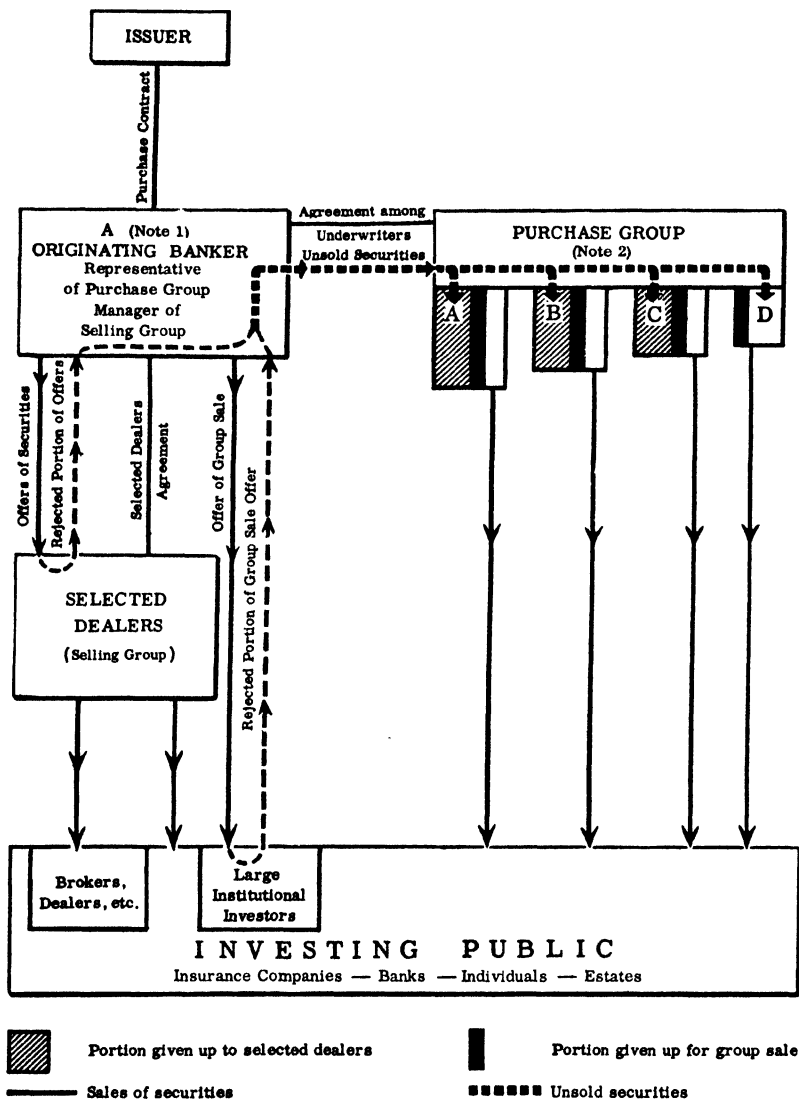 ISSUER
Purchase Contract
A (Note 1)
ORIGINATING BANKER
Representative
of Purchase Group
Manager of
Selling Group
Agreement among
Underwriters
Unsold Securities
PURCHASE GROUP
(Note 2)
A
B
C
D
Offers of Securities
Rejected Portion of Offers
Selected Dealers
Agreement
Offer of Group Sale
Rejected Portion of Group Sale Offer
SELECTED
DEALERS
(Selling Group)
Brokers,
Dealers, etc.
Large
Institutional
Investors
INVESTING PUBLIC
Insurance Companies — Banks — Individuals — Estates
Portion given up to selected dealers
Portion given up for group sale
Sales of securities
Unsold securities